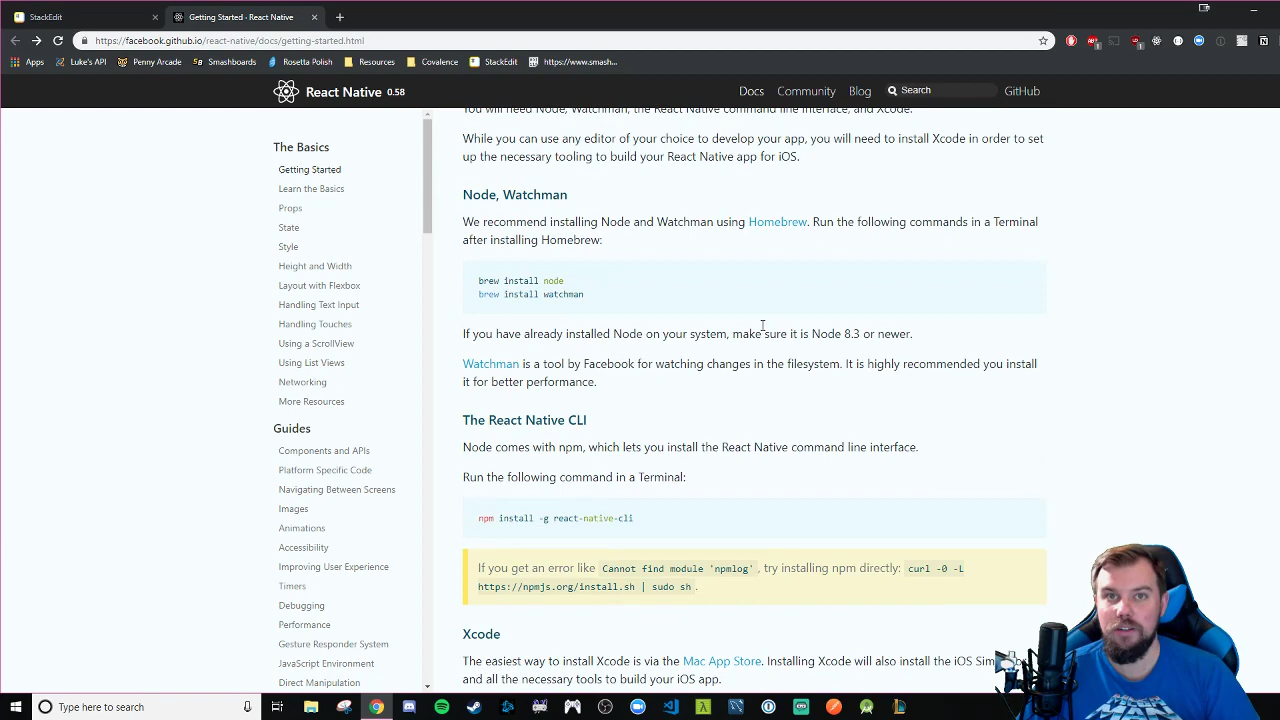 StackEdit
Getting Started · React Native
https://facebook.github.io/react-native/docs/getting-started.html
Apps
Luke's API
Penny Arcade
Smashboards
Rosetta Polish
Resources
Covalence
StackEdit
https://www.smash...
React Native 0.58
Docs
Community
Blog
Search
GitHub
The Basics
Getting Started
Learn the Basics
Props
State
Style
Height and Width
Layout with Flexbox
Handling Text Input
Handling Touches
Using a ScrollView
Using List Views
Networking
More Resources
Guides
Components and APIs
Platform Specific Code
Navigating Between Screens
Images
Animations
Accessibility
Improving User Experience
Timers
Debugging
Performance
Gesture Responder System
JavaScript Environment
Direct Manipulation
You will need Node, Watchman, the React Native command line interface, and Xcode.
While you can use any editor of your choice to develop your app, you will need to install Xcode in order to set
up the necessary tooling to build your React Native app for iOS.
Node, Watchman
We recommend installing Node and Watchman using Homebrew. Run the following commands in a Terminal
after installing Homebrew:
brew install node
brew install watchman
If you have already installed Node on your system, make sure it is Node 8.3 or newer.
Watchman is a tool by Facebook for watching changes in the filesystem. It is highly recommended you install
it for better performance.
The React Native CLI
Node comes with npm, which lets you install the React Native command line interface.
Run the following command in a Terminal:
npm install -g react-native-cli
If you get an error like Cannot find module 'npmlog', try installing npm directly: curl -0 -L
https://npmjs.org/install.sh | sudo sh.
Xcode
The easiest way to install Xcode is via the Mac App Store. Installing Xcode will also install the iOS Sim
and all the necessary tools to build your iOS app.
Type here to search